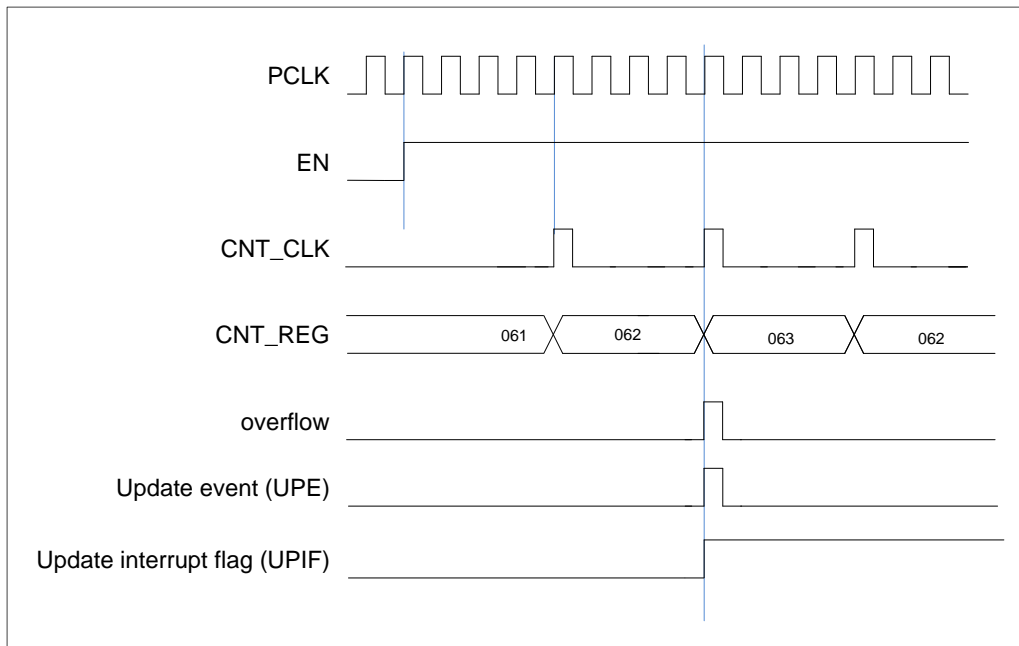 PCLK
EN
CNT_CLK
CNT_REG
061
062
063
062
overflow
Update event (UPE)
Update interrupt flag (UPIF)